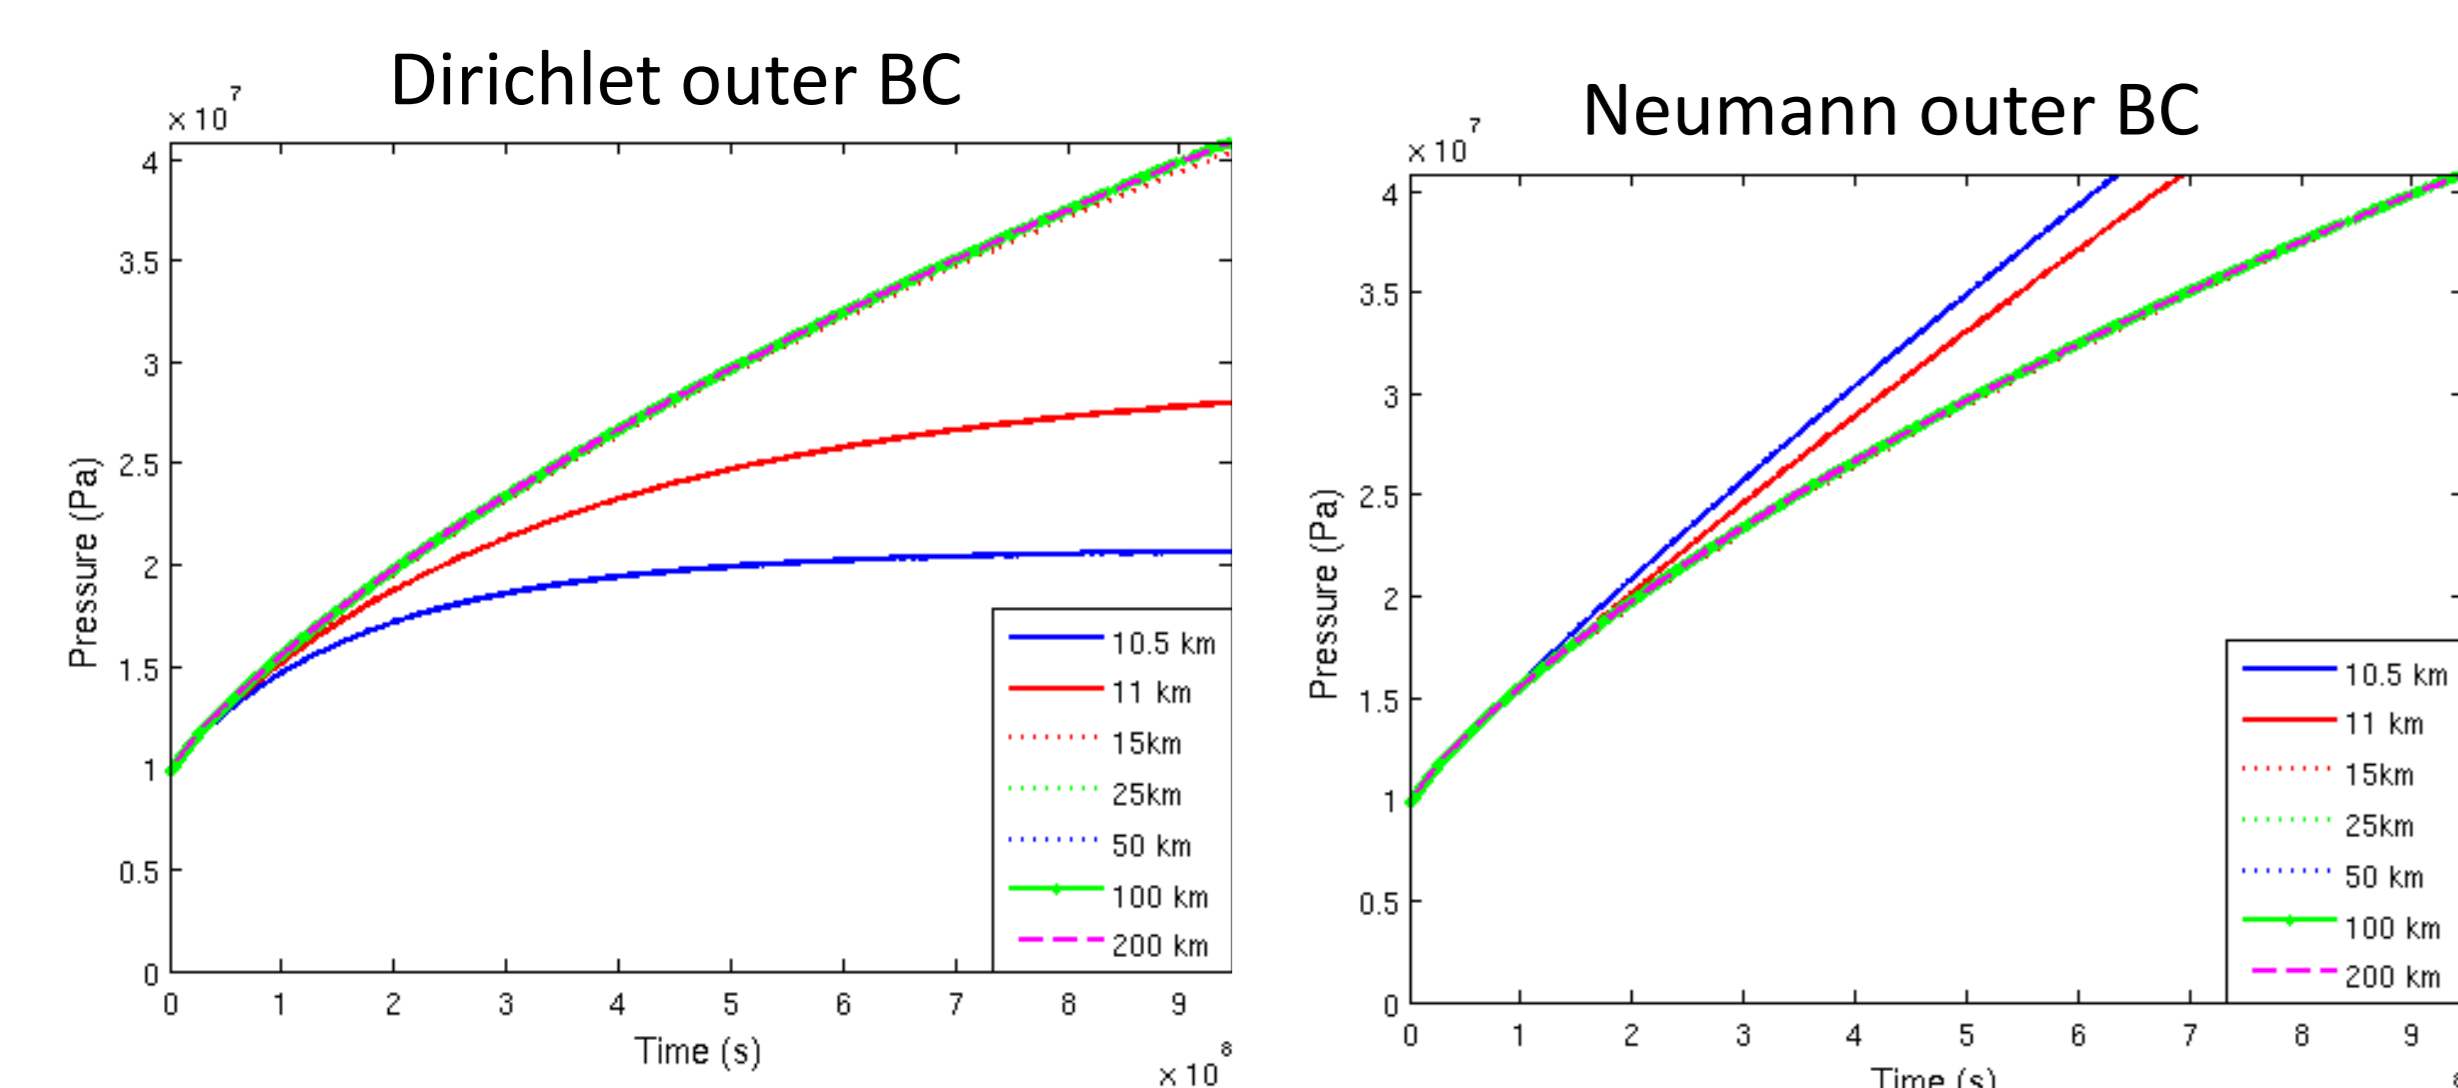 Dirichlet outer BC
× 10 7
4
3.5
3
2.5
2
1.5
1
0.5
0
Pressure (Pa)
10.5 km
11 km
15km
25km
50 km
100 km
200 km
0 1 2 3 4 5 6 7 8 9
Time (s)
× 10 8
Neumann outer BC
× 10 7
4
3.5
3
2.5
2
1.5
1
0.5
0
Pressure (Pa)
10.5 km
11 km
15km
25km
50 km
100 km
200 km
0 1 2 3 4 5 6 7 8 9
Time (s)